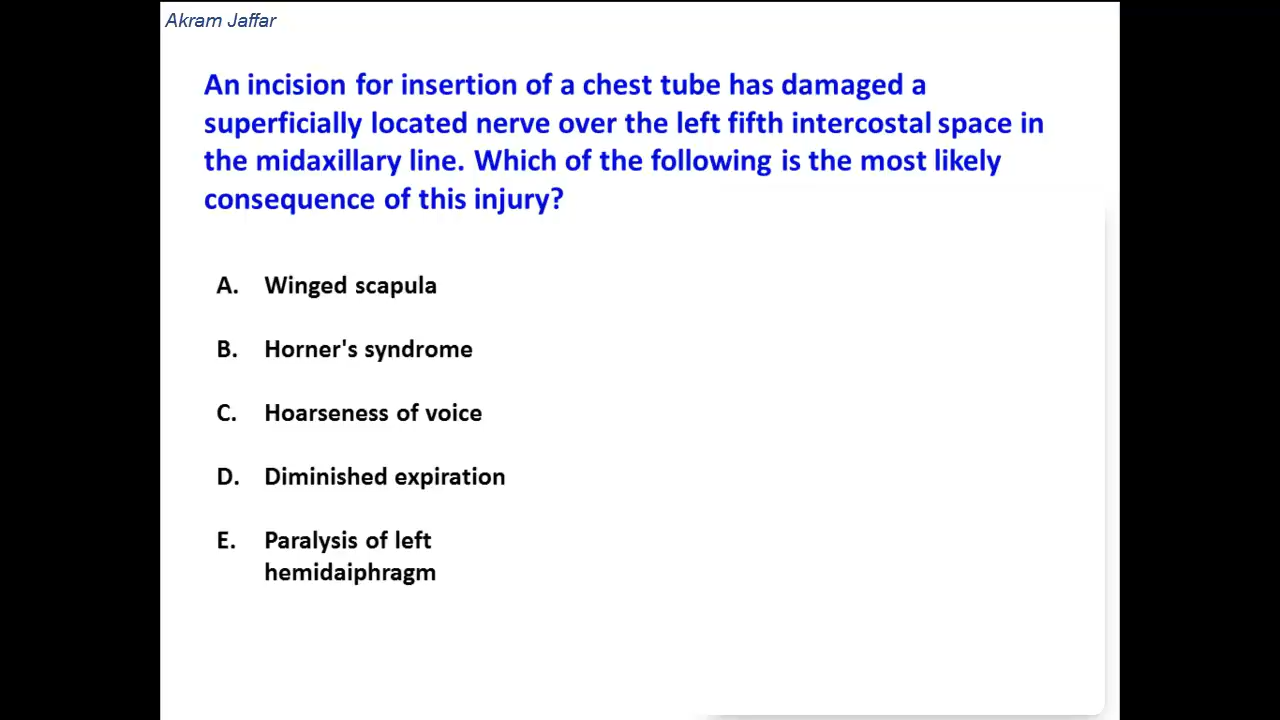 Akram Jaffar
An incision for insertion of a chest tube has damaged a
superficially located nerve over the left fifth intercostal space in
the midaxillary line. Which of the following is the most likely
consequence of this injury?
A. Winged scapula
B. Horner's syndrome
C. Hoarseness of voice
D. Diminished expiration
E. Paralysis of left
hemidaiphragm